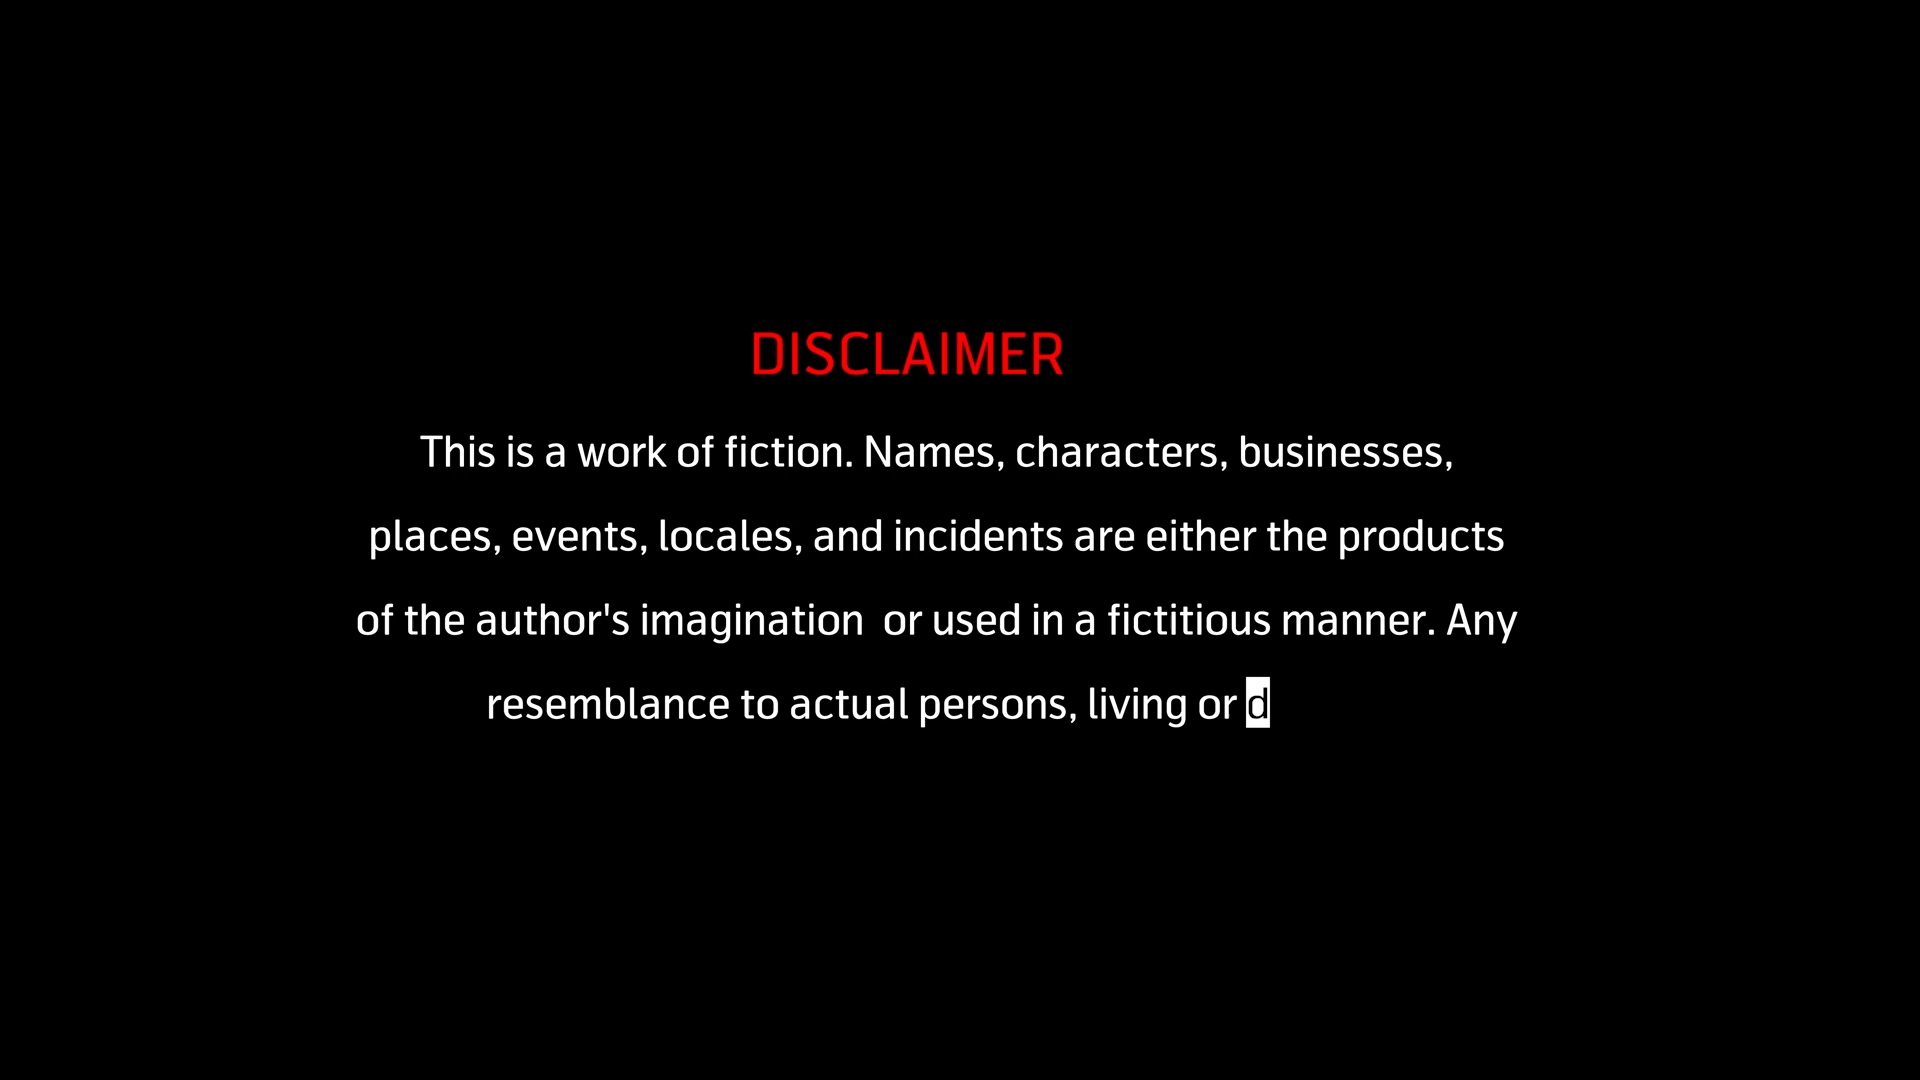 DISCLAIMER
This is a work of fiction. Names, characters, businesses,
places, events, locales, and incidents are either the products
of the author's imagination  or used in a fictitious manner. Any
resemblance to actual persons, living or d